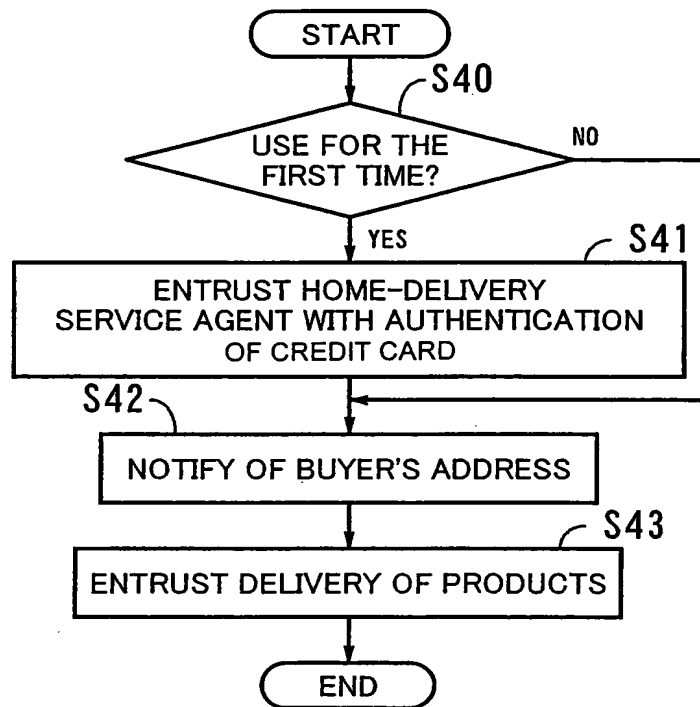 START
S40
USE FOR THE
FIRST TIME?
NO
YES
S41
ENTRUST HOME-DELIVERY
SERVICE AGENT WITH AUTHENTICATION
OF CREDIT CARD
S42
NOTIFY OF BUYER'S ADDRESS
S43
ENTRUST DELIVERY OF PRODUCTS
END